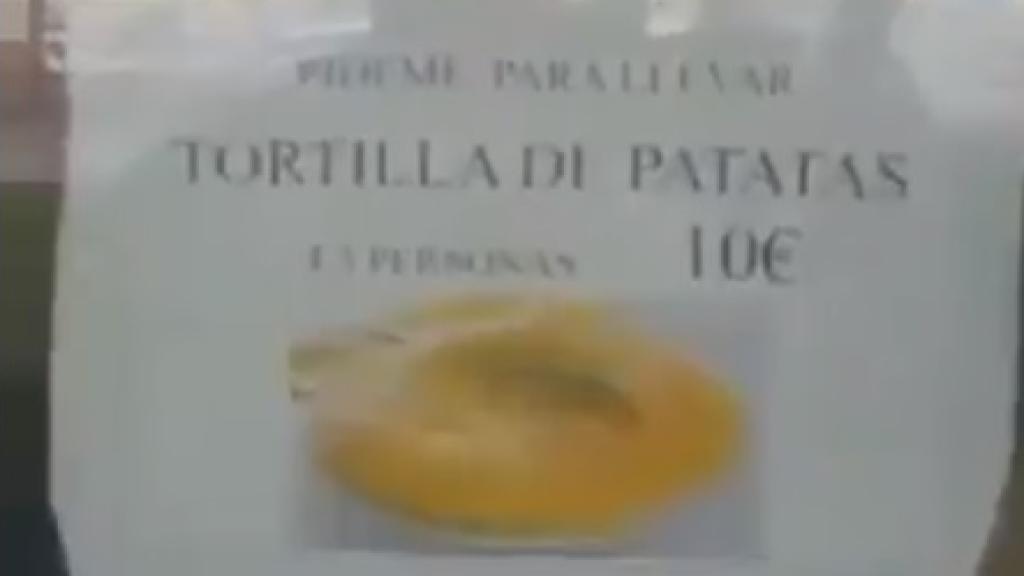 PIDEME PARA LLEVAR
TORTILLA DE PATATAS
PERSONAS 10€